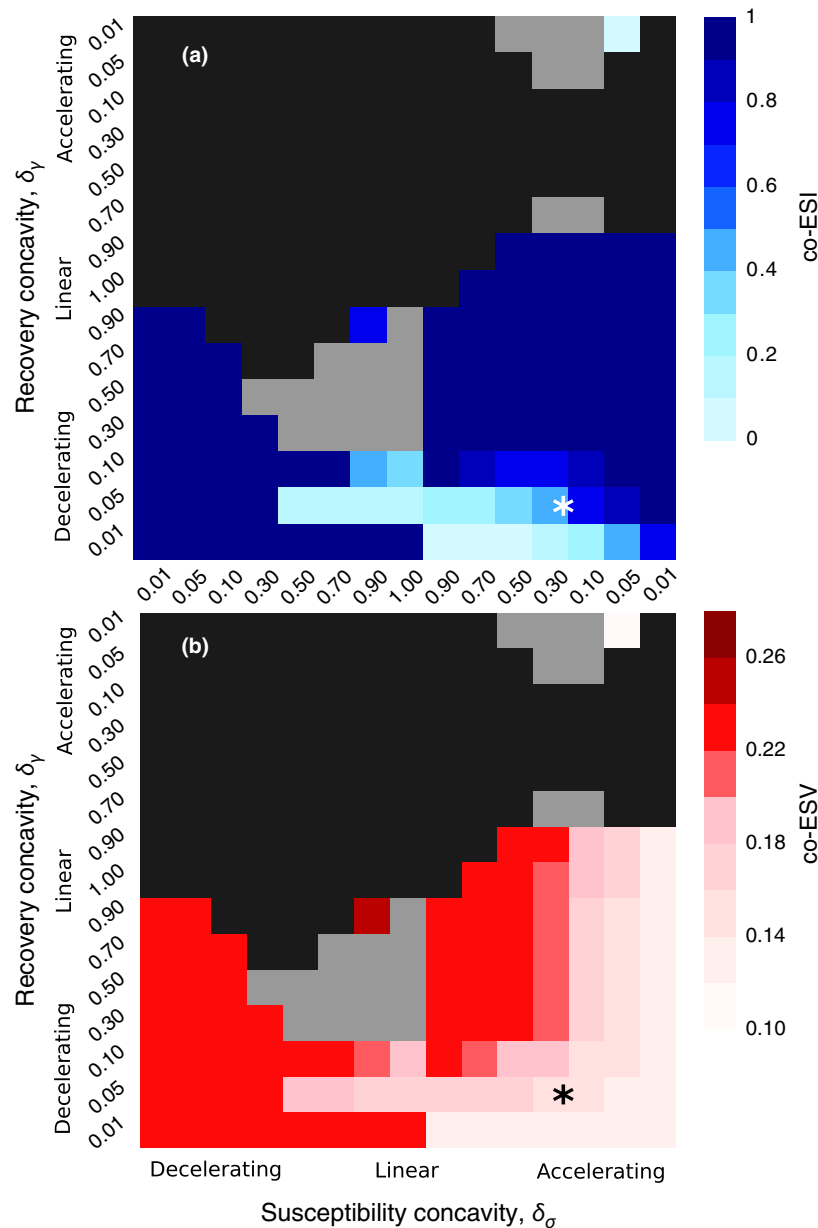 (a)
Recovery concavity, δγ
Accelerating
Linear
Decelerating
0.01
0.05
0.10
0.30
0.50
0.70
0.90
1.00
0.90
0.70
0.50
0.30
0.10
0.05
0.01
*
0.01 0.05 0.10 0.30 0.50 0.70 0.90 1.00 0.90 0.70 0.50 0.30 0.10 0.05 0.01
1
0.8
0.6
0.4
0.2
0
co-ESI
(b)
Recovery concavity, δγ
Accelerating
Linear
Decelerating
0.01
0.05
0.10
0.30
0.50
0.70
0.90
1.00
0.90
0.70
0.50
0.30
0.10
0.05
0.01
*
0.26
0.22
0.18
0.14
0.10
co-ESV
Decelerating Linear Accelerating
Susceptibility concavity, δσ